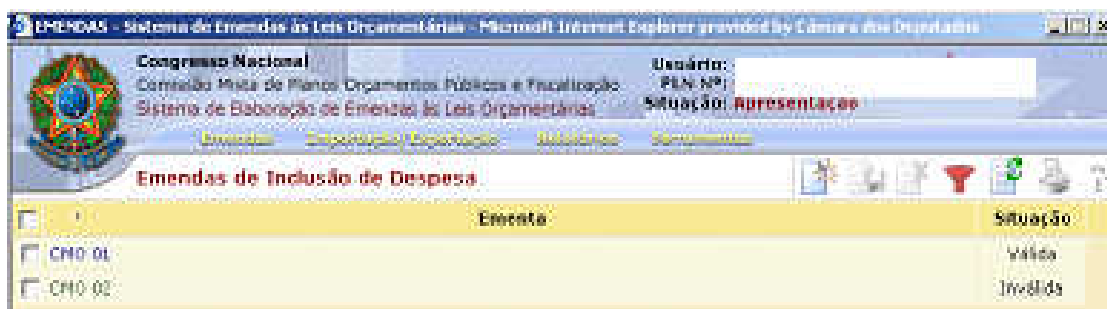 EMENDAS - Sistema de Emendas às Leis Orçamentárias - Microsoft Internet Explorer provided by Câmara dos Deputados
Congresso Nacional
Comissão Mista de Planos Orçamentos Públicos e Fiscalização
Sistema de Elaboração de Emendas às Leis Orçamentárias
Usuário:
PLN Nº:
Situação: Apresentação
Emendas Importação/Exportação Relatórios Ferramentas
Emendas de Inclusão de Despesa
Ementa Situação
CMO 01 Válida
CMO 02 Inválida